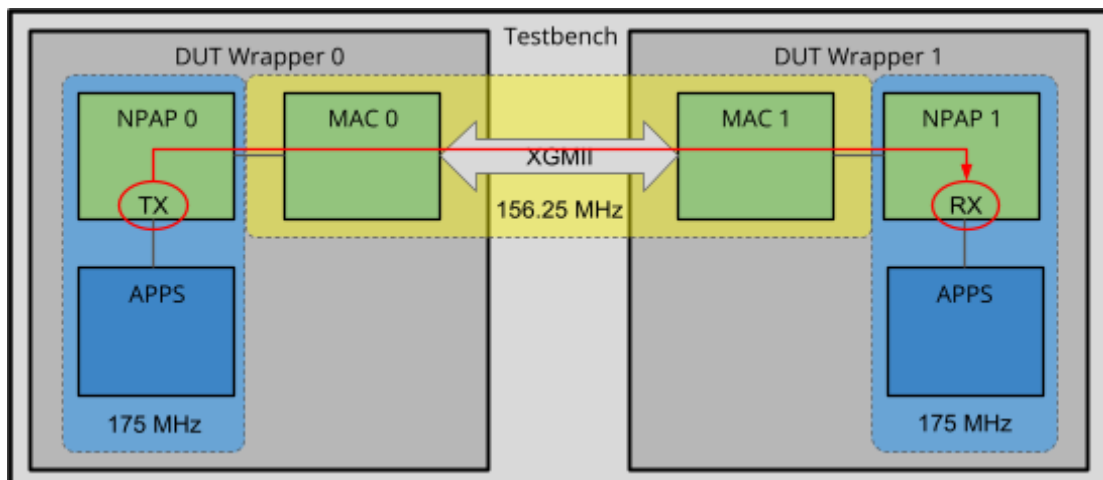 Testbench
DUT Wrapper 0
DUT Wrapper 1
NPAP 0
MAC 0
MAC 1
NPAP 1
XGMII
TX
156.25 MHz
RX
APPS
APPS
175 MHz
175 MHz